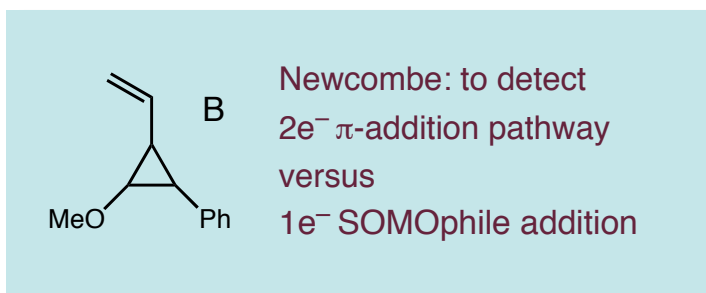 B
MeO
Ph
Newcombe: to detect
2e⁻ π-addition pathway
versus
1e⁻ SOMOphile addition